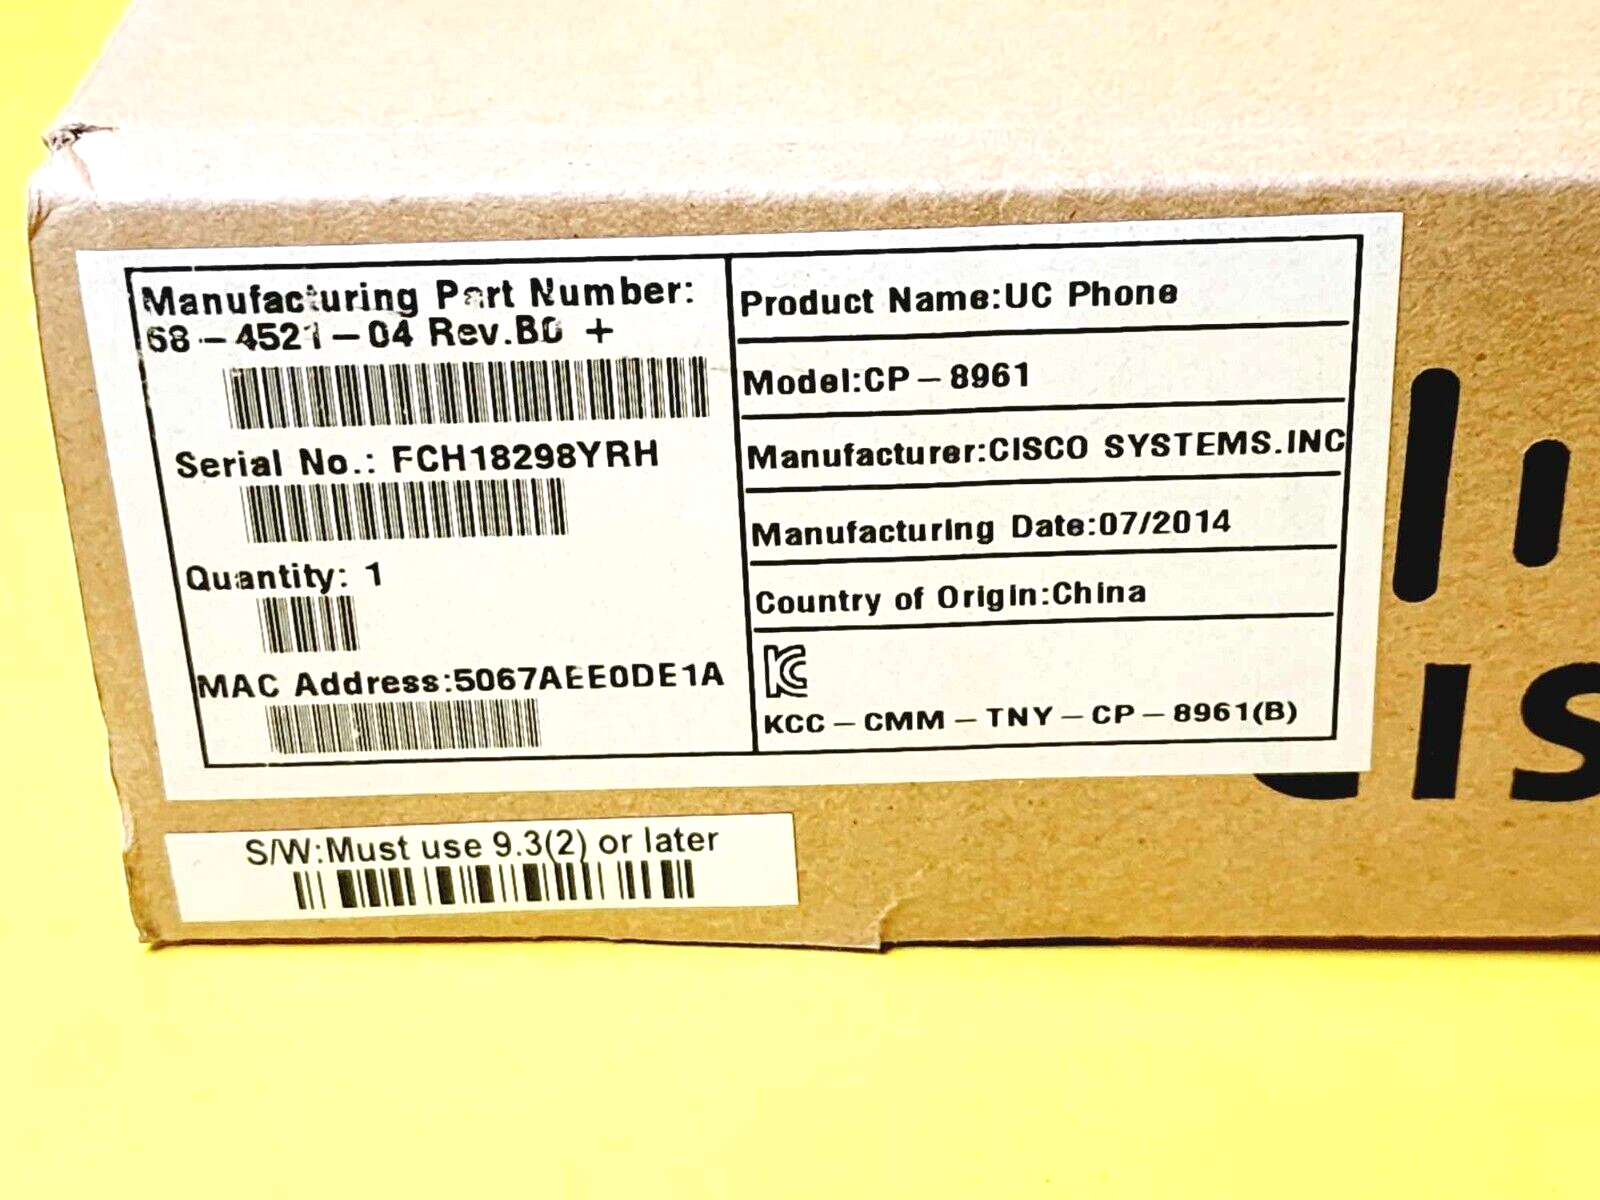 Manufacturing Part Number:
68-4521-04 Rev.B0 +
Serial No.: FCH18298YRH
Quantity: 1
MAC Address:5067AEE0DE1A
Product Name:UC Phone
Model:CP-8961
Manufacturer:CISCO SYSTEMS.INC
Manufacturing Date:07/2014
Country of Origin:China
KCC-CMM-TNY-CP-8961(B)
S/W:Must use 9.3(2) or later